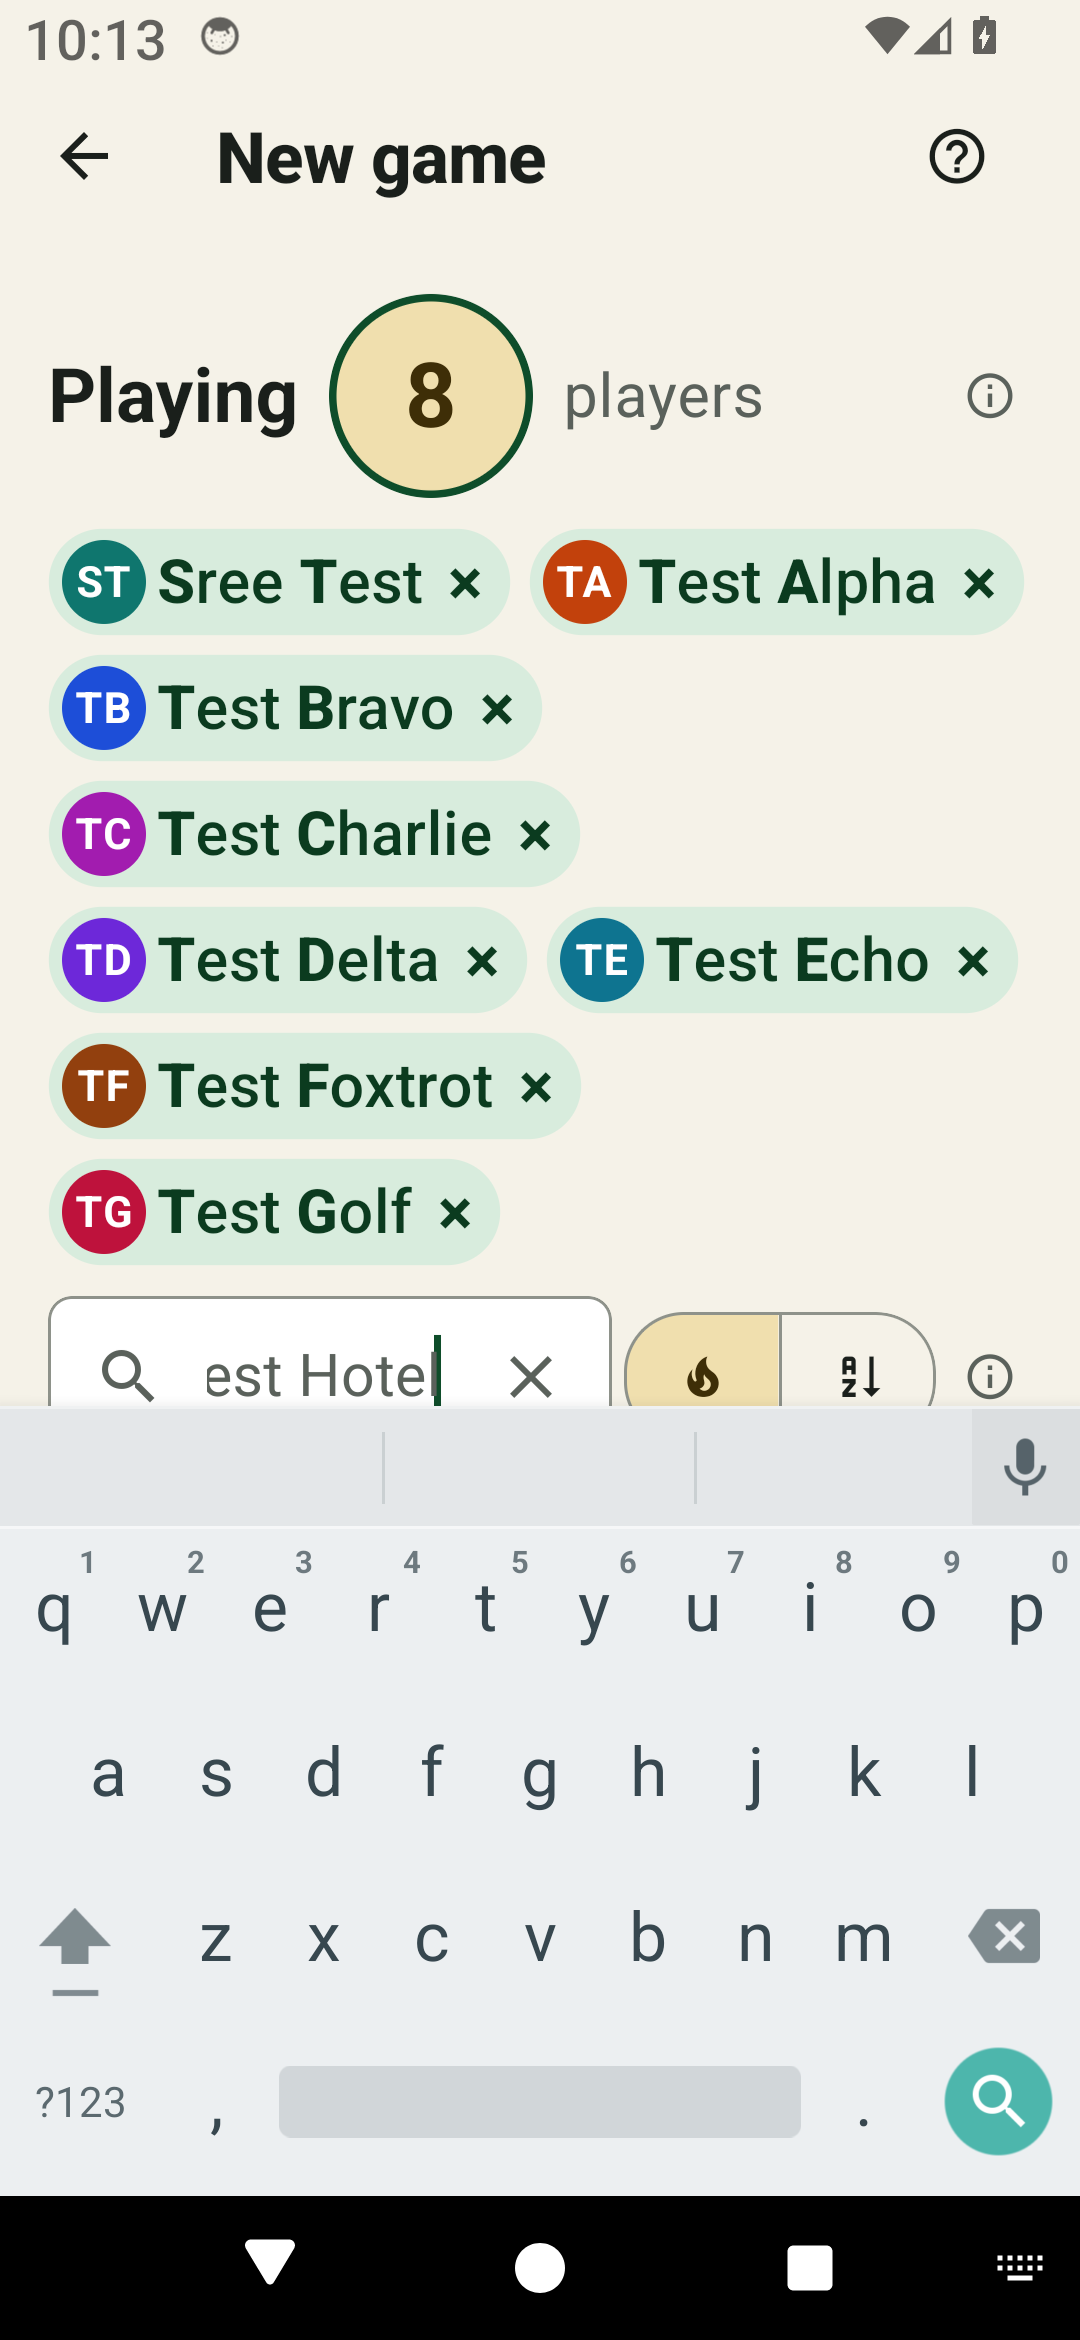 10:13
New game
Playing 8 players
ST Sree Test × TA Test Alpha ×
TB Test Bravo ×
TC Test Charlie ×
TD Test Delta × TE Test Echo ×
TF Test Foxtrot ×
TG Test Golf ×
est Hotel A Z
1 2 3 4 5 6 7 8 9 0
q w e r t y u i o p
a s d f g h j k l
z x c v b n m
?123 , .